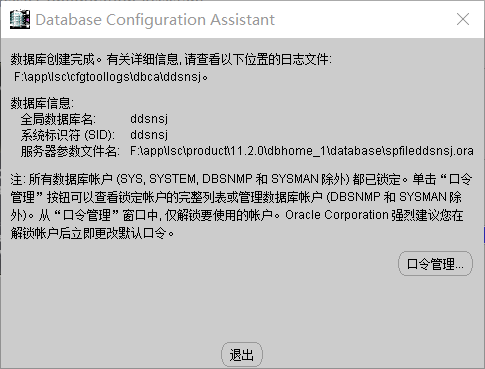 Database Configuration Assistant
数据库创建完成。有关详细信息,请查看以下位置的日志文件:
F:\app\lsc\cfgtoollogs\dbca\ddsnsj。
数据库信息:
全局数据库名: ddsnsj
系统标识符 (SID): ddsnsj
服务器参数文件名: F:\app\lsc\product\11.2.0\dbhome_1\database\spfileddsnsj.ora
注: 所有数据库帐户 (SYS, SYSTEM, DBSNMP 和 SYSMAN 除外) 都已锁定。单击“口令
管理”按钮可以查看锁定帐户的完整列表或管理数据库帐户 (DBSNMP 和 SYSMAN 除
外)。从“口令管理”窗口中, 仅解锁要使用的帐户。Oracle Corporation 强烈建议您在
解锁帐户后立即更改默认口令。
口令管理...
退出